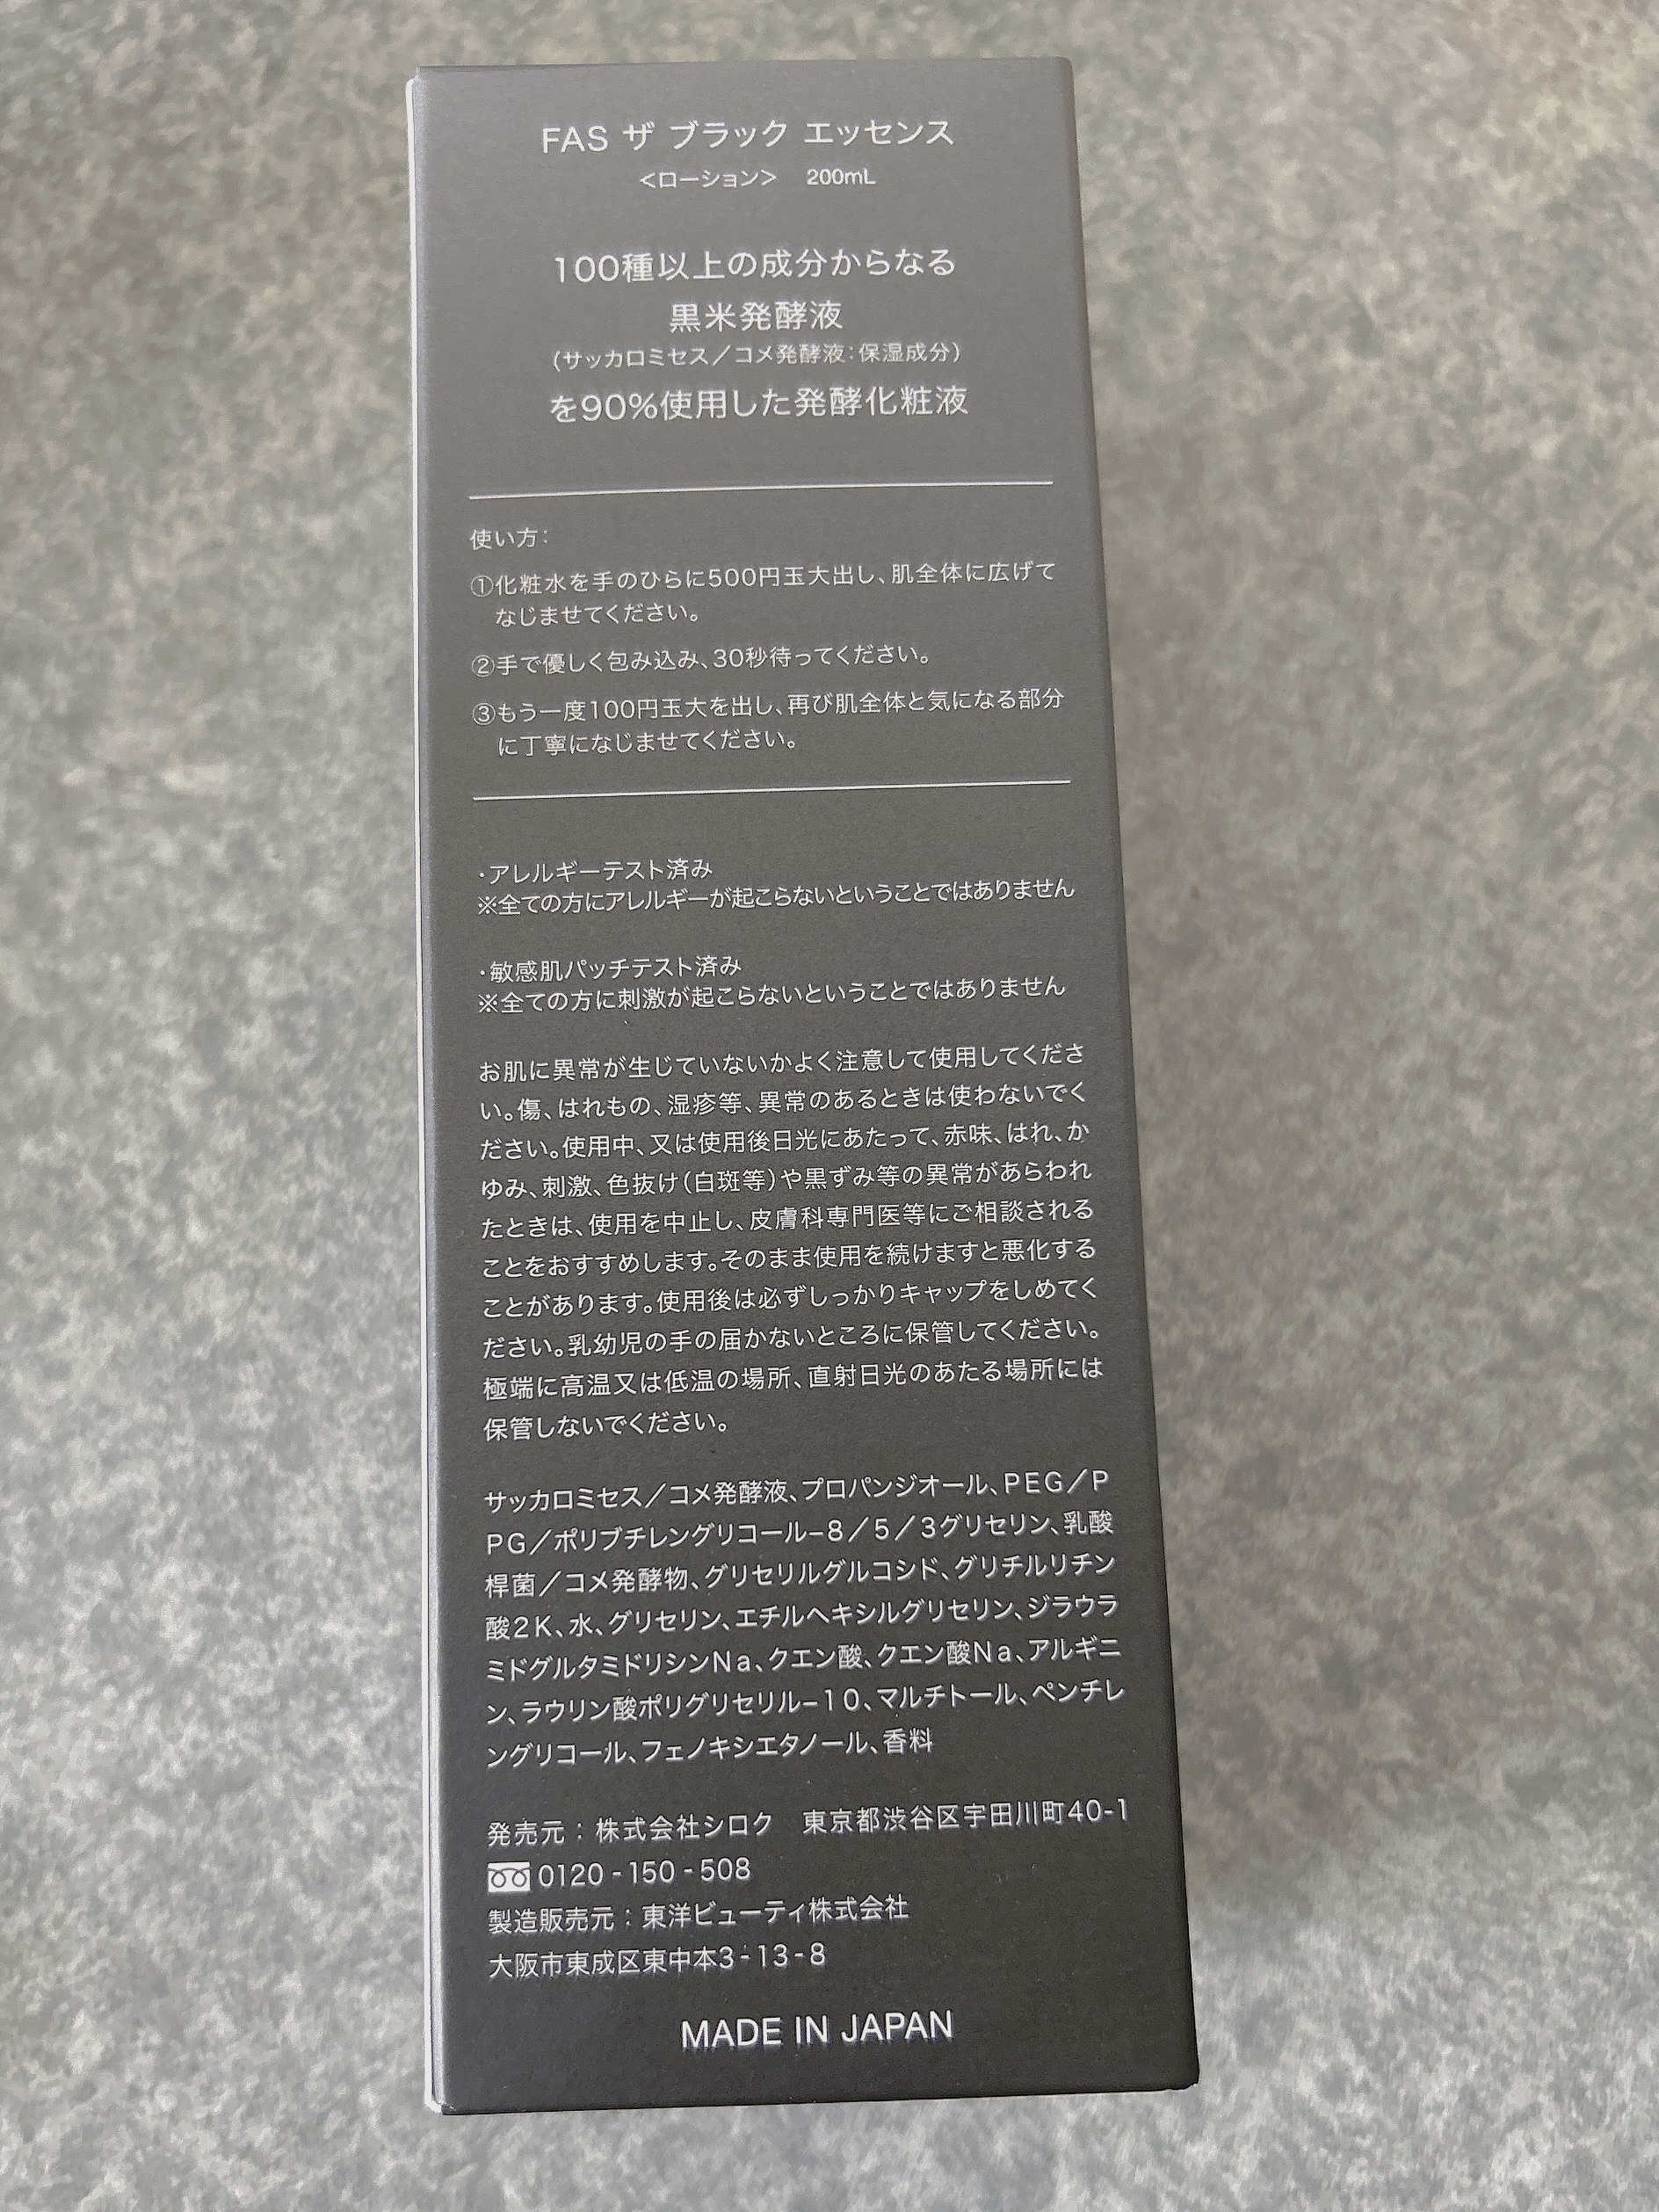 FAS ザ ブラック エッセンス
＜ローション＞　200mL
100種以上の成分からなる
黒米発酵液
(サッカロミセス／コメ発酵液:保湿成分)
を90%使用した発酵化粧液
使い方:
①化粧水を手のひらに500円玉大出し、肌全体に広げて
なじませてください。
②手で優しく包み込み、30秒待ってください。
③もう一度100円玉大を出し、再び肌全体と気になる部分
に丁寧になじませてください。
・アレルギーテスト済み
※全ての方にアレルギーが起こらないということではありません
・敏感肌パッチテスト済み
※全ての方に刺激が起こらないということではありません
お肌に異常が生じていないかよく注意して使用してくださ
い。傷、はれもの、湿疹等、異常のあるときは使わないでく
ださい。使用中、又は使用後日光にあたって、赤味、はれ、か
ゆみ、刺激、色抜け(白斑等)や黒ずみ等の異常があらわれ
たときは、使用を中止し、皮膚科専門医等にご相談される
ことをおすすめします。そのまま使用を続けますと悪化する
ことがあります。使用後は必ずしっかりキャップをしめてく
ださい。乳幼児の手の届かないところに保管してください。
極端に高温又は低温の場所、直射日光のあたる場所には
保管しないでください。
サッカロミセス／コメ発酵液、プロパンジオール、PEG／P
PG／ポリブチレングリコール−8／5／3グリセリン、乳酸
桿菌／コメ発酵物、グリセリルグルコシド、グリチルリチン
酸2K、水、グリセリン、エチルヘキシルグリセリン、ジラウラ
ミドグルタミドリシンNa、クエン酸、クエン酸Na、アルギニ
ン、ラウリン酸ポリグリセリル−10、マルチトール、ペンチレ
ングリコール、フェノキシエタノール、香料
発売元：株式会社シロク　東京都渋谷区宇田川町40-1
0120-150-508
製造販売元：東洋ビューティ株式会社
大阪市東成区東中本3-13-8
MADE IN JAPAN